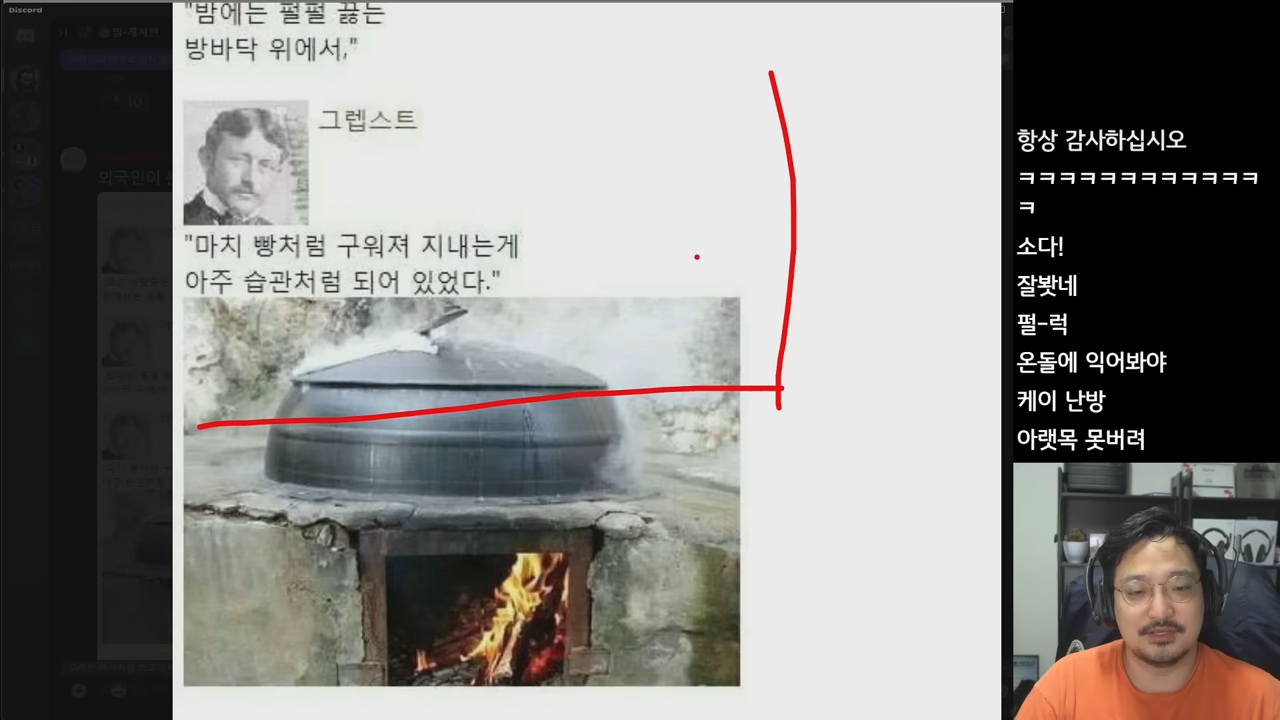 Discord
"밤에는 펄펄 끓는
방바닥 위에서,"
그렙스트
"마치 빵처럼 구워져 지내는게
아주 습관처럼 되어 있었다."
항상 감사하십시오
ㅋㅋㅋㅋㅋㅋㅋㅋㅋㅋㅋㅋ
ㅋ
소다!
잘봣네
펄-럭
온돌에 익어봐야
케이 난방
아랫목 못버려